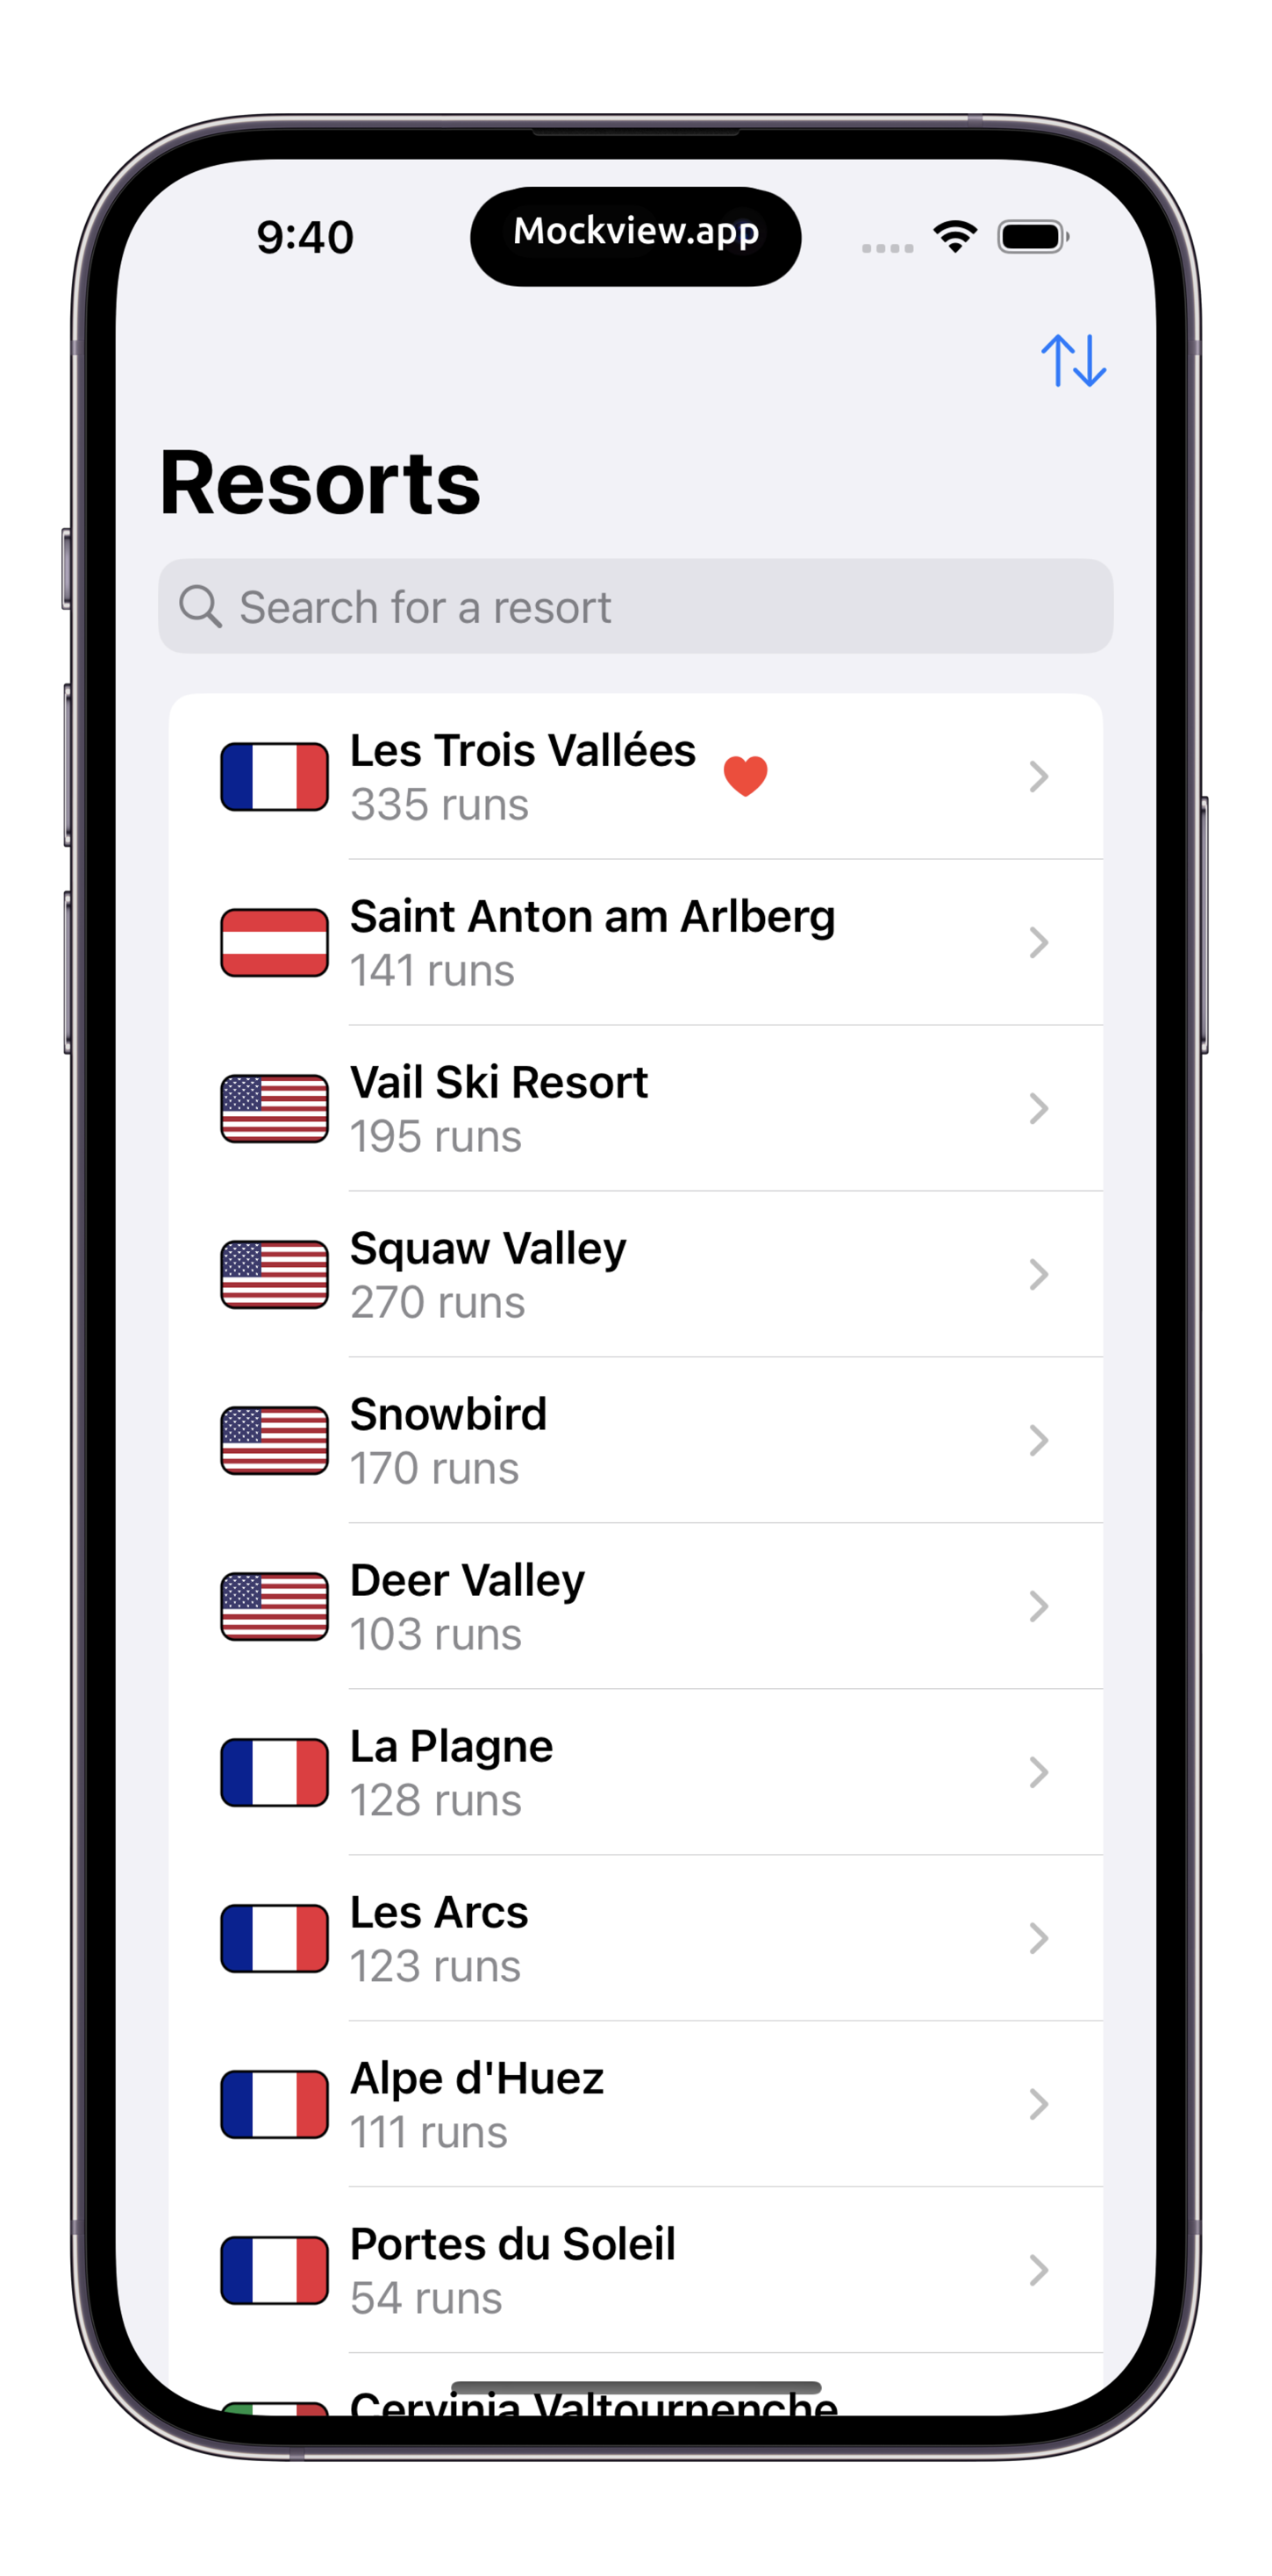 9:40
Mockview.app
Resorts
Search for a resort
Les Trois Vallées
335 runs
Saint Anton am Arlberg
141 runs
Vail Ski Resort
195 runs
Squaw Valley
270 runs
Snowbird
170 runs
Deer Valley
103 runs
La Plagne
128 runs
Les Arcs
123 runs
Alpe d'Huez
111 runs
Portes du Soleil
54 runs
Cervinia Valtournenche